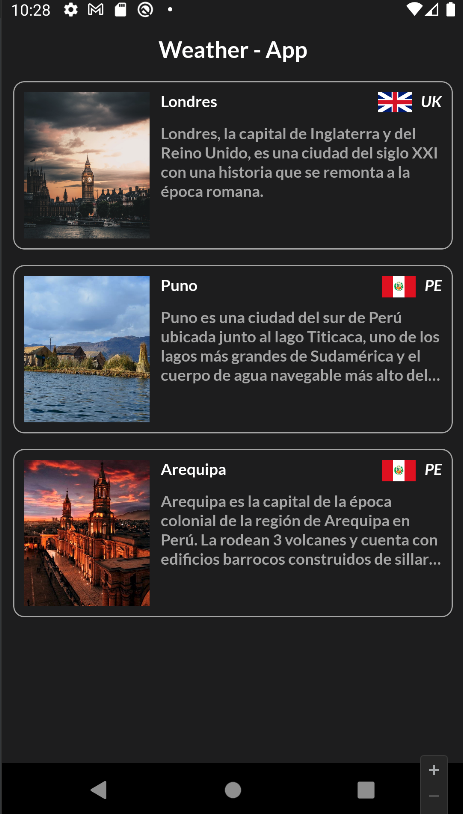 10:28
Weather - App
Londres
UK
Londres, la capital de Inglaterra y del
Reino Unido, es una ciudad del siglo XXI
con una historia que se remonta a la
época romana.
Puno
PE
Puno es una ciudad del sur de Perú
ubicada junto al lago Titicaca, uno de los
lagos más grandes de Sudamérica y el
cuerpo de agua navegable más alto del...
Arequipa
PE
Arequipa es la capital de la época
colonial de la región de Arequipa en
Perú. La rodean 3 volcanes y cuenta con
edificios barrocos construidos de sillar...